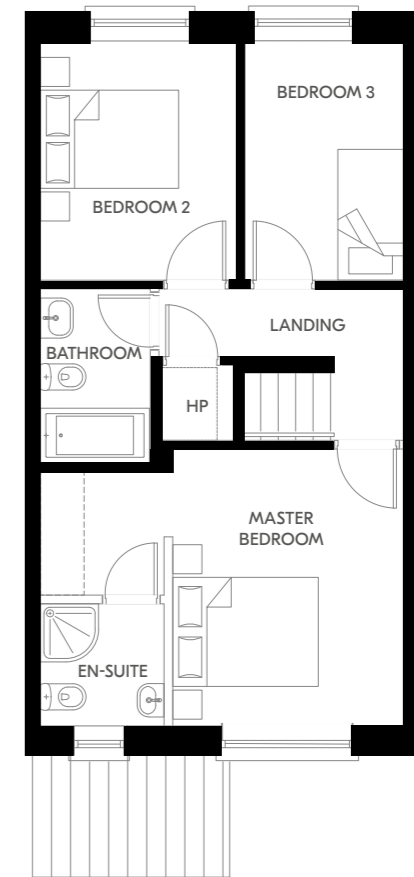 BEDROOM 3
BEDROOM 2
LANDING
BATHROOM
HP
MASTER
BEDROOM
EN-SUITE